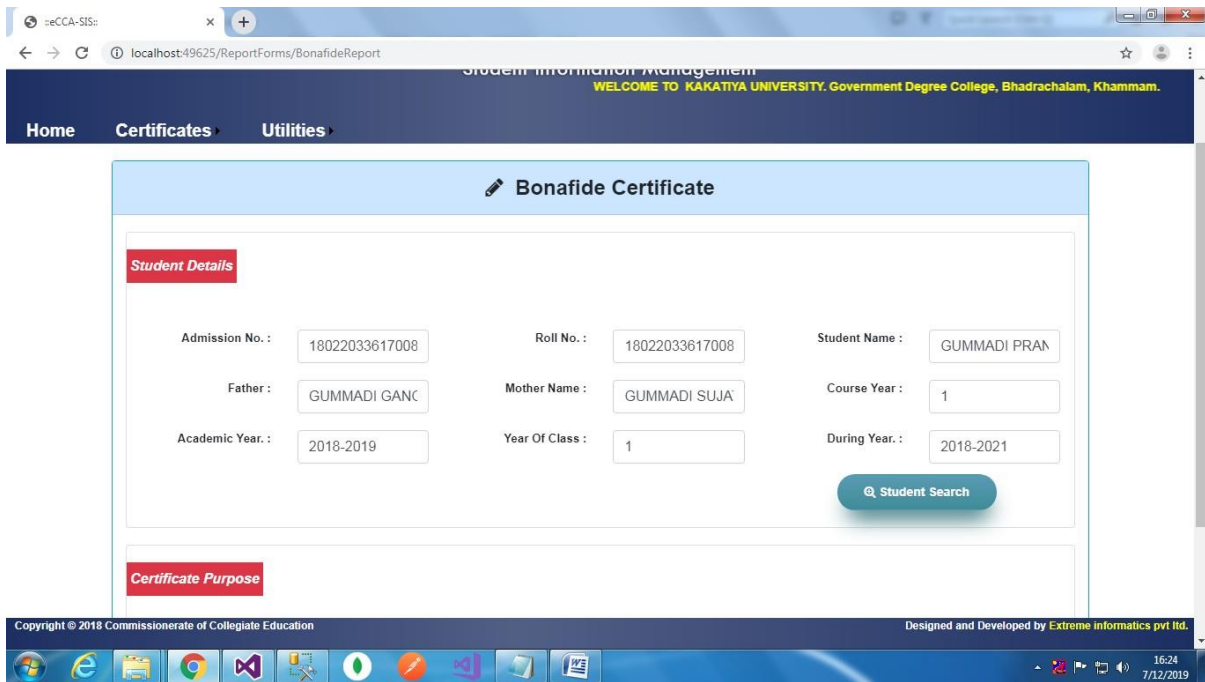 ::eCCA-SIS::
localhost:49625/ReportForms/BonafideReport
Student Information Management
WELCOME TO KAKATIYA UNIVERSITY. Government Degree College, Bhadrachalam, Khammam.
Home Certificates Utilities
Bonafide Certificate
Student Details
Admission No. : 18022033617008 Roll No. : 18022033617008 Student Name : GUMMADI PRAN
Father : GUMMADI GANG Mother Name : GUMMADI SUJA
Course Year : 1
Academic Year. : 2018-2019 Year Of Class : 1 During Year. : 2018-2021
Student Search
Certificate Purpose
Copyright © 2018 Commissionerate of Collegiate Education Designed and Developed by Extreme informatics pvt ltd.
16:24
7/12/2019